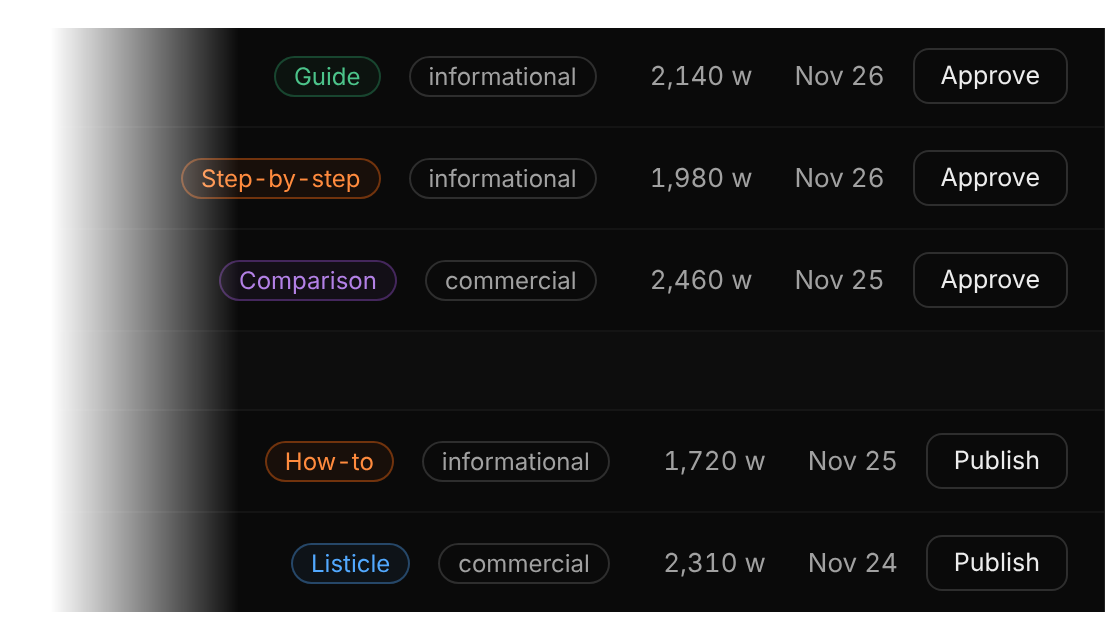 Guide informational 2,140 w Nov 26 Approve
Step-by-step informational 1,980 w Nov 26 Approve
Comparison commercial 2,460 w Nov 25 Approve
How-to informational 1,720 w Nov 25 Publish
Listicle commercial 2,310 w Nov 24 Publish